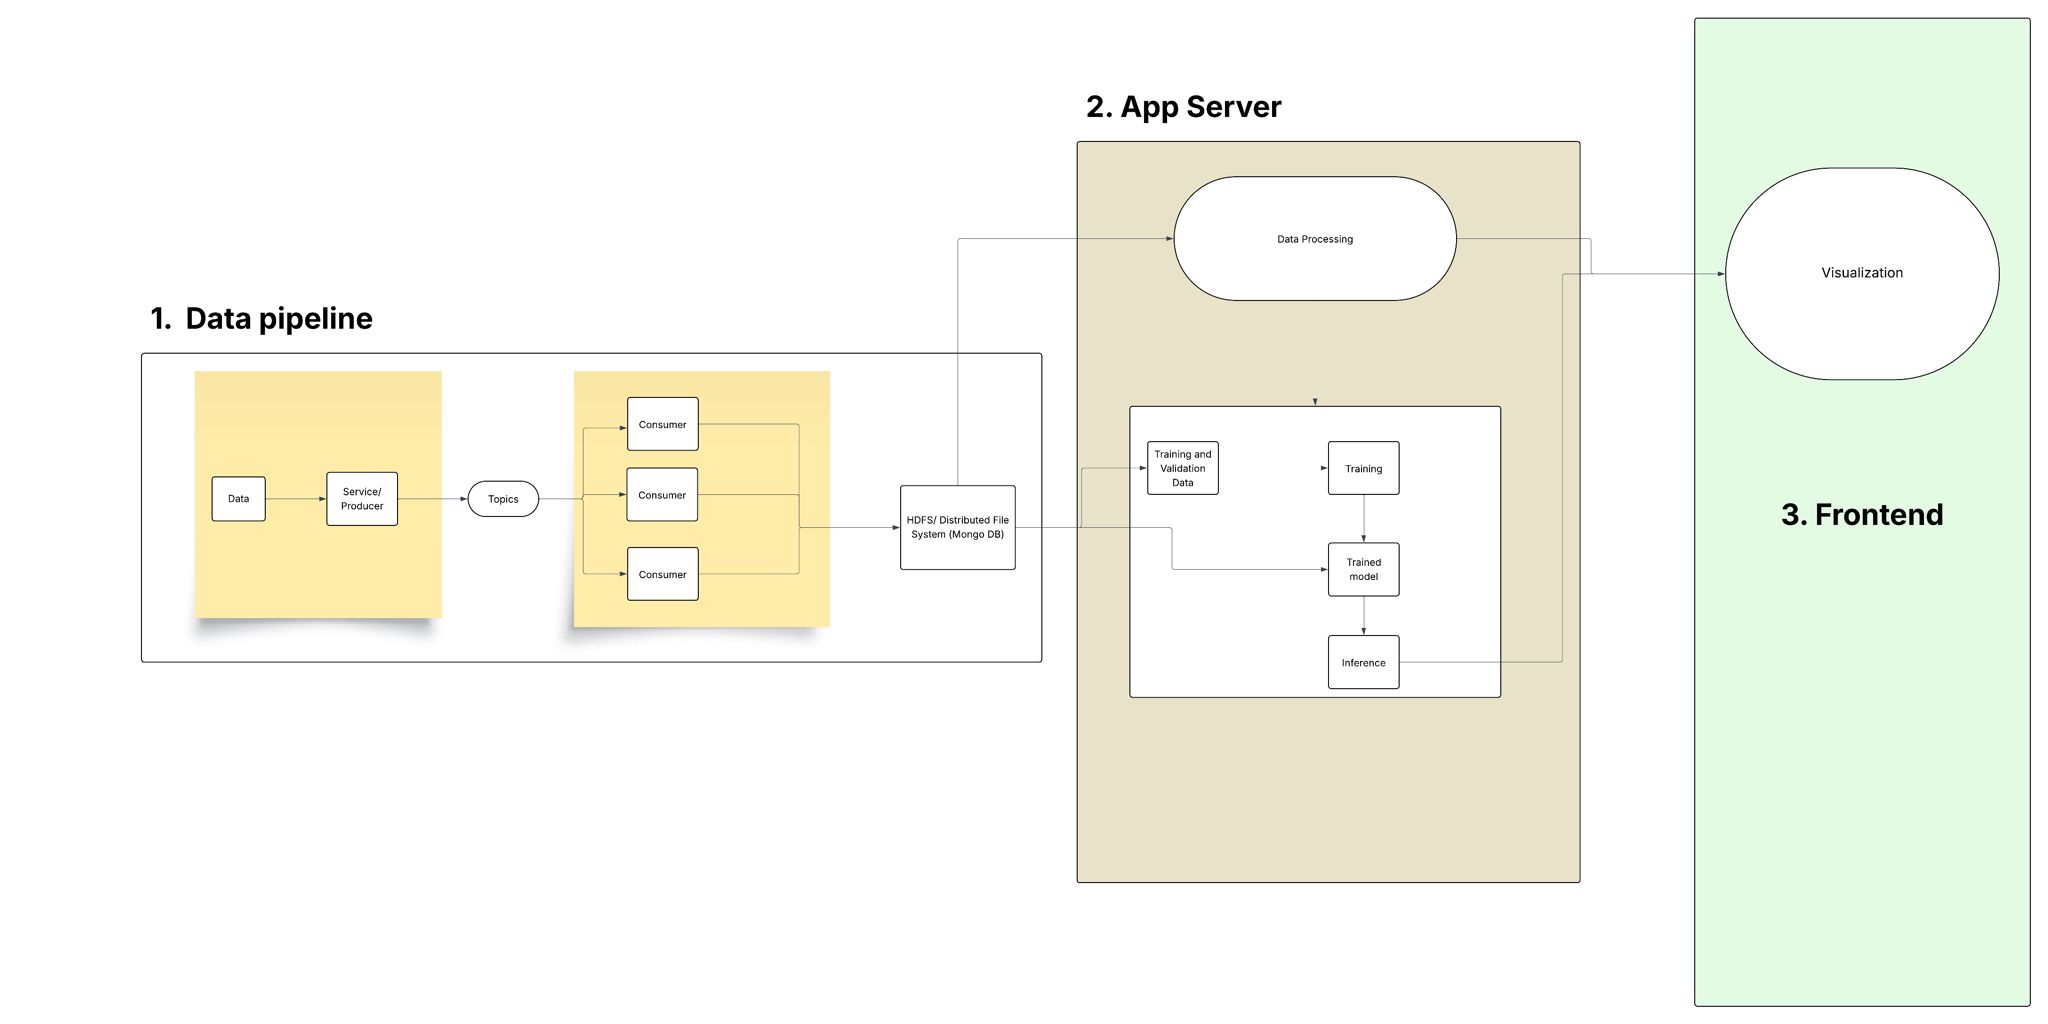 2. App Server
Data Processing
Visualization
1. Data pipeline
Consumer
Training and
Validation
Data
Training
Data
Service/
Producer
Topics
Consumer
HDFS/ Distributed File
System (Mongo DB)
3. Frontend
Consumer
Trained
model
Inference